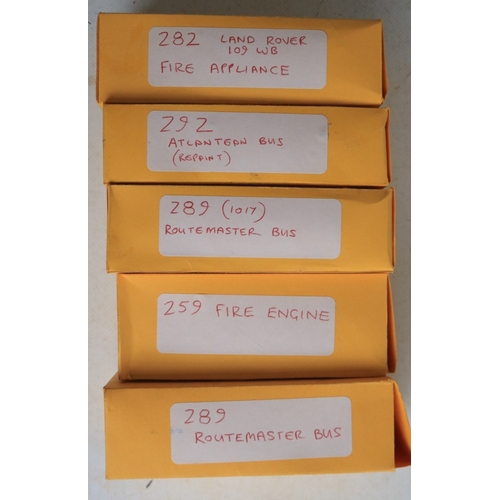 282 LAND ROVER
109 WB
FIRE APPLIANCE
292
ATLANTEAN BUS
(REPAINT)
289 (1017)
ROUTEMASTER BUS
259 FIRE ENGINE
289
ROUTEMASTER BUS